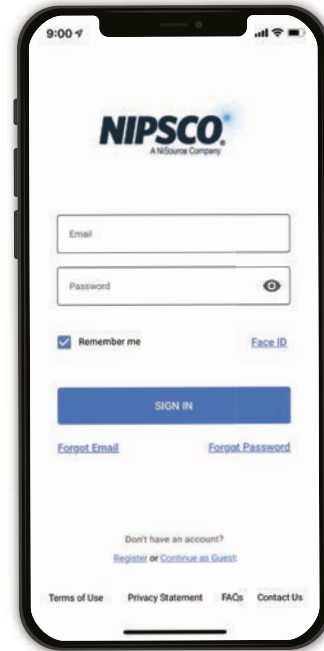 9:00
NIPSCO
A NiSource Company
Email
Password
Remember me
Face ID
SIGN IN
Forgot Email
Forgot Password
Don't have an account?
Register or Continue as Guest
Terms of Use
Privacy Statement
FAQs
Contact Us